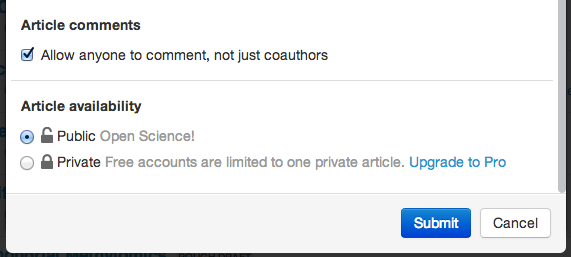 Article comments
Allow anyone to comment, not just coauthors
Article availability
Public Open Science!
Private Free accounts are limited to one private article. Upgrade to Pro
Submit Cancel